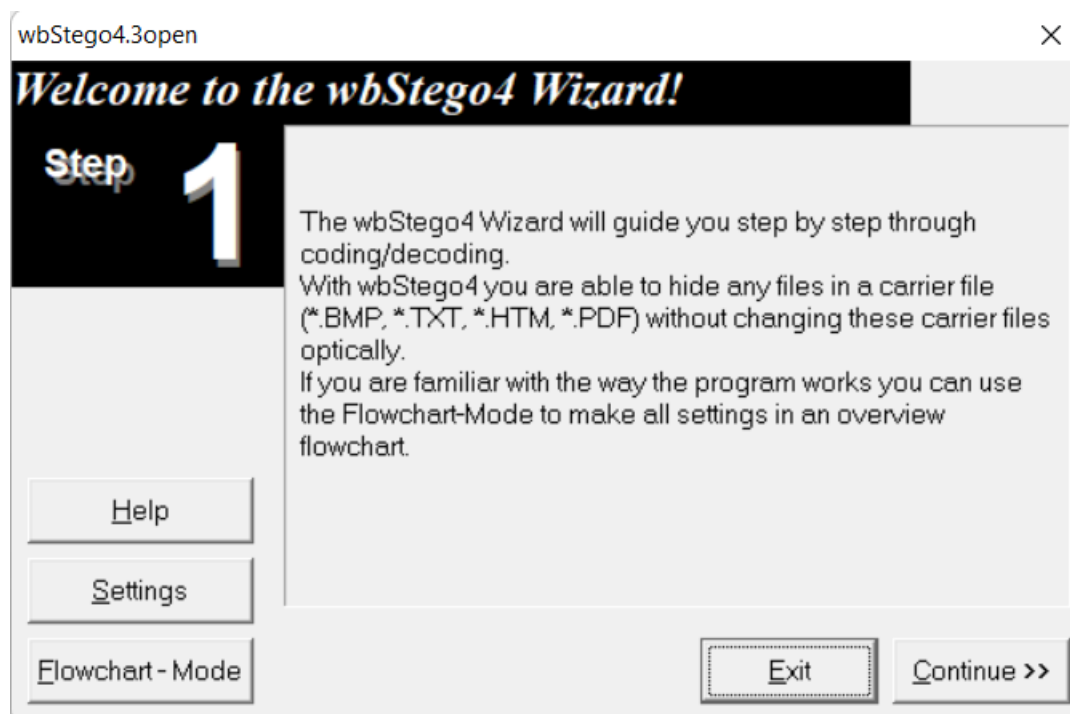 wbStego4.3open
Welcome to the wbStego4 Wizard!
Step 1
The wbStego4 Wizard will guide you step by step through
coding/decoding.
With wbStego4 you are able to hide any files in a carrier file
(*.BMP, *.TXT, *.HTM, *.PDF) without changing these carrier files
optically.
If you are familiar with the way the program works you can use
the Flowchart-Mode to make all settings in an overview
flowchart.
Help
Settings
Flowchart - Mode
Exit
Continue >>